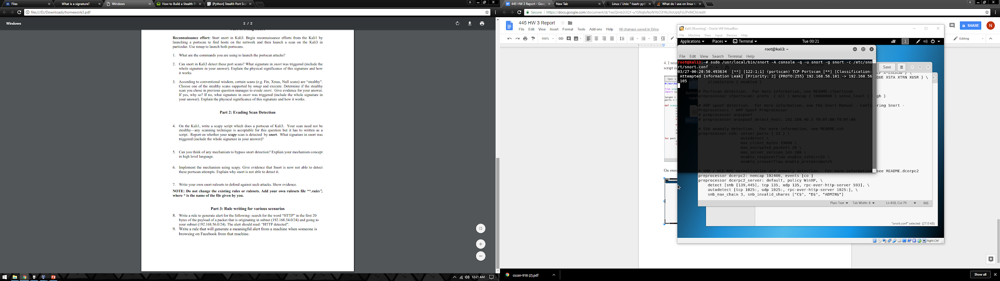 Files
What is a signature?
Windows
How to Build a Stealth P
[Python] Stealth Port Sca
file:///D:/Downloads/homework3.pdf
Windows
2 / 2
Reconnaissance effort: Start snort in Kali3. Begin reconnaissance efforts from the Kali1 by
launching a portscan to find hosts on the network and then launch a scan on the Kali3 in
particular. Use nmap to launch both portscans.
1. What are the commands you are using to launch the portscan attacks?
2. Can snort in Kali3 detect these port scans? What signature in snort was triggered (include the
whole signature in your answer). Explain the physical significance of this signature and how
it works.
3. According to conventional wisdom, certain scans (e.g. Fin, Xmas, Null scans) are “stealthy”.
Choose one of the stealthy scans supported by nmap and execute. Determine if the stealthy
scan you chose in previous question manages to evade snort. Give evidence for your answer.
If yes, why so? If no, what signature in snort was triggered (include the whole signature in
your answer). Explain the physical significance of this signature and how it works.
Part 2: Evading Scan Detection
4. On the Kali1, write a scapy script which does a portscan of Kali3. Your scan need not be
stealthy—any scanning technique is acceptable for this question but it has to written as a
script. Report on whether your scapy scan is detected by snort. What signature in snort was
triggered (include the whole signature in your answer)?
5. Can you think of any mechanism to bypass snort detection? Explain your mechanism concept
in high level language.
6. Implement the mechanism using scapy. Give evidence that Snort is now not able to detect
these portscan attempts. Explain why snort is not able to detect it.
7. Write your own snort rulesets to defend against such attacks. Show evidence.
NOTE: Do not change the existing rules or rulesets. Add your own rulesets file “*.rules”,
where * is the name of the file given by you.
Part 3: Rule writing for various scenarios
8. Write a rule to generate alert for the following: search for the word “HTTP” in the first 20
bytes of the payload of a packet that is originating in subnet (192.168.34.0/24) and going to
your subnet (192.168.56.0/24). The alert should read: “HTTP detected”.
9. Write a rule that will generate a meaningful alert from a machine when someone is
browsing on Facebook from that machine.
12:21 AM
445 HW 3 Report - Goog
New Tab
Linux / Unix: "-bash: pyth
What do I use on linux to
Secure
https://docs.google.com/document/d/1wsQmb2iJQ1-u1SNqtxNoNYbO3YKcXoUptjFLUPnNChI/edit
445 HW 3 Report
File Edit View Insert Format Tools Add-ons Help All changes saved in Drive
SHARE
N
100%
Editing
4. I wro
script is
Open
#!/usr/bi
from scap
import sy
target =
ports = r
def scanp
for port
On exec
Kali3 [Running] - Oracle VM VirtualBox
File Machine View Input Devices Help
Applications Places Terminal Tue 00:21 1
root@kali3: ~
File Edit View Search Terminal Help
root@kali3:~# sudo /usr/local/bin/snort -A console -q -u snort -g snort -c /etc/sno
rt/snort.conf
03/27-00:20:50.493634 [**] [122:1:1] (portscan) TCP Portscan [**] [Classification:
Attempted Information Leak] [Priority: 2] {PROTO:255} 192.168.56.101 -> 192.168.56
.105
Save
CP X-EXCH50 } \
QUE XSTA XTRN XUSR } \
xlink2state { enabled }
# Portscan detection. For more information, see README.sfportscan
preprocessor sfportscan: proto { all } memcap { 10000000 } sense_level { high }
# ARP spoof detection. For more information, see the Snort Manual - Configuring Snort -
Preprocessors - ARP Spoof Preprocessor
# preprocessor arpspoof
# preprocessor arpspoof_detect_host: 192.168.40.1 f0:0f:00:f0:0f:00
# SSH anomaly detection. For more information, see README.ssh
preprocessor ssh: server_ports { 22 } \
autodetect \
max_client_bytes 19600 \
max_encrypted_packets 20 \
max_server_version_len 100 \
enable_respoverflow enable_ssh1crc32 \
enable_srvoverflow enable_protomismatch
# SMB / DCE-RPC normalization and anomaly detection. For more information, see README.dcerpc2
preprocessor dcerpc2: memcap 102400, events [co ]
preprocessor dcerpc2_server: default, policy WinXP, \
detect [smb [139,445], tcp 135, udp 135, rpc-over-http-server 593], \
autodetect [tcp 1025:, udp 1025:, rpc-over-http-server 1025:], \
smb_max_chain 3, smb_invalid_shares ["C$", "D$", "ADMIN$"]
Plain Text Tab Width: 8 Ln 418, Col 79 INS
"snort.conf" selected (27.0 kB)
Right Ctrl
cscan-918 (2).pdf
Show all